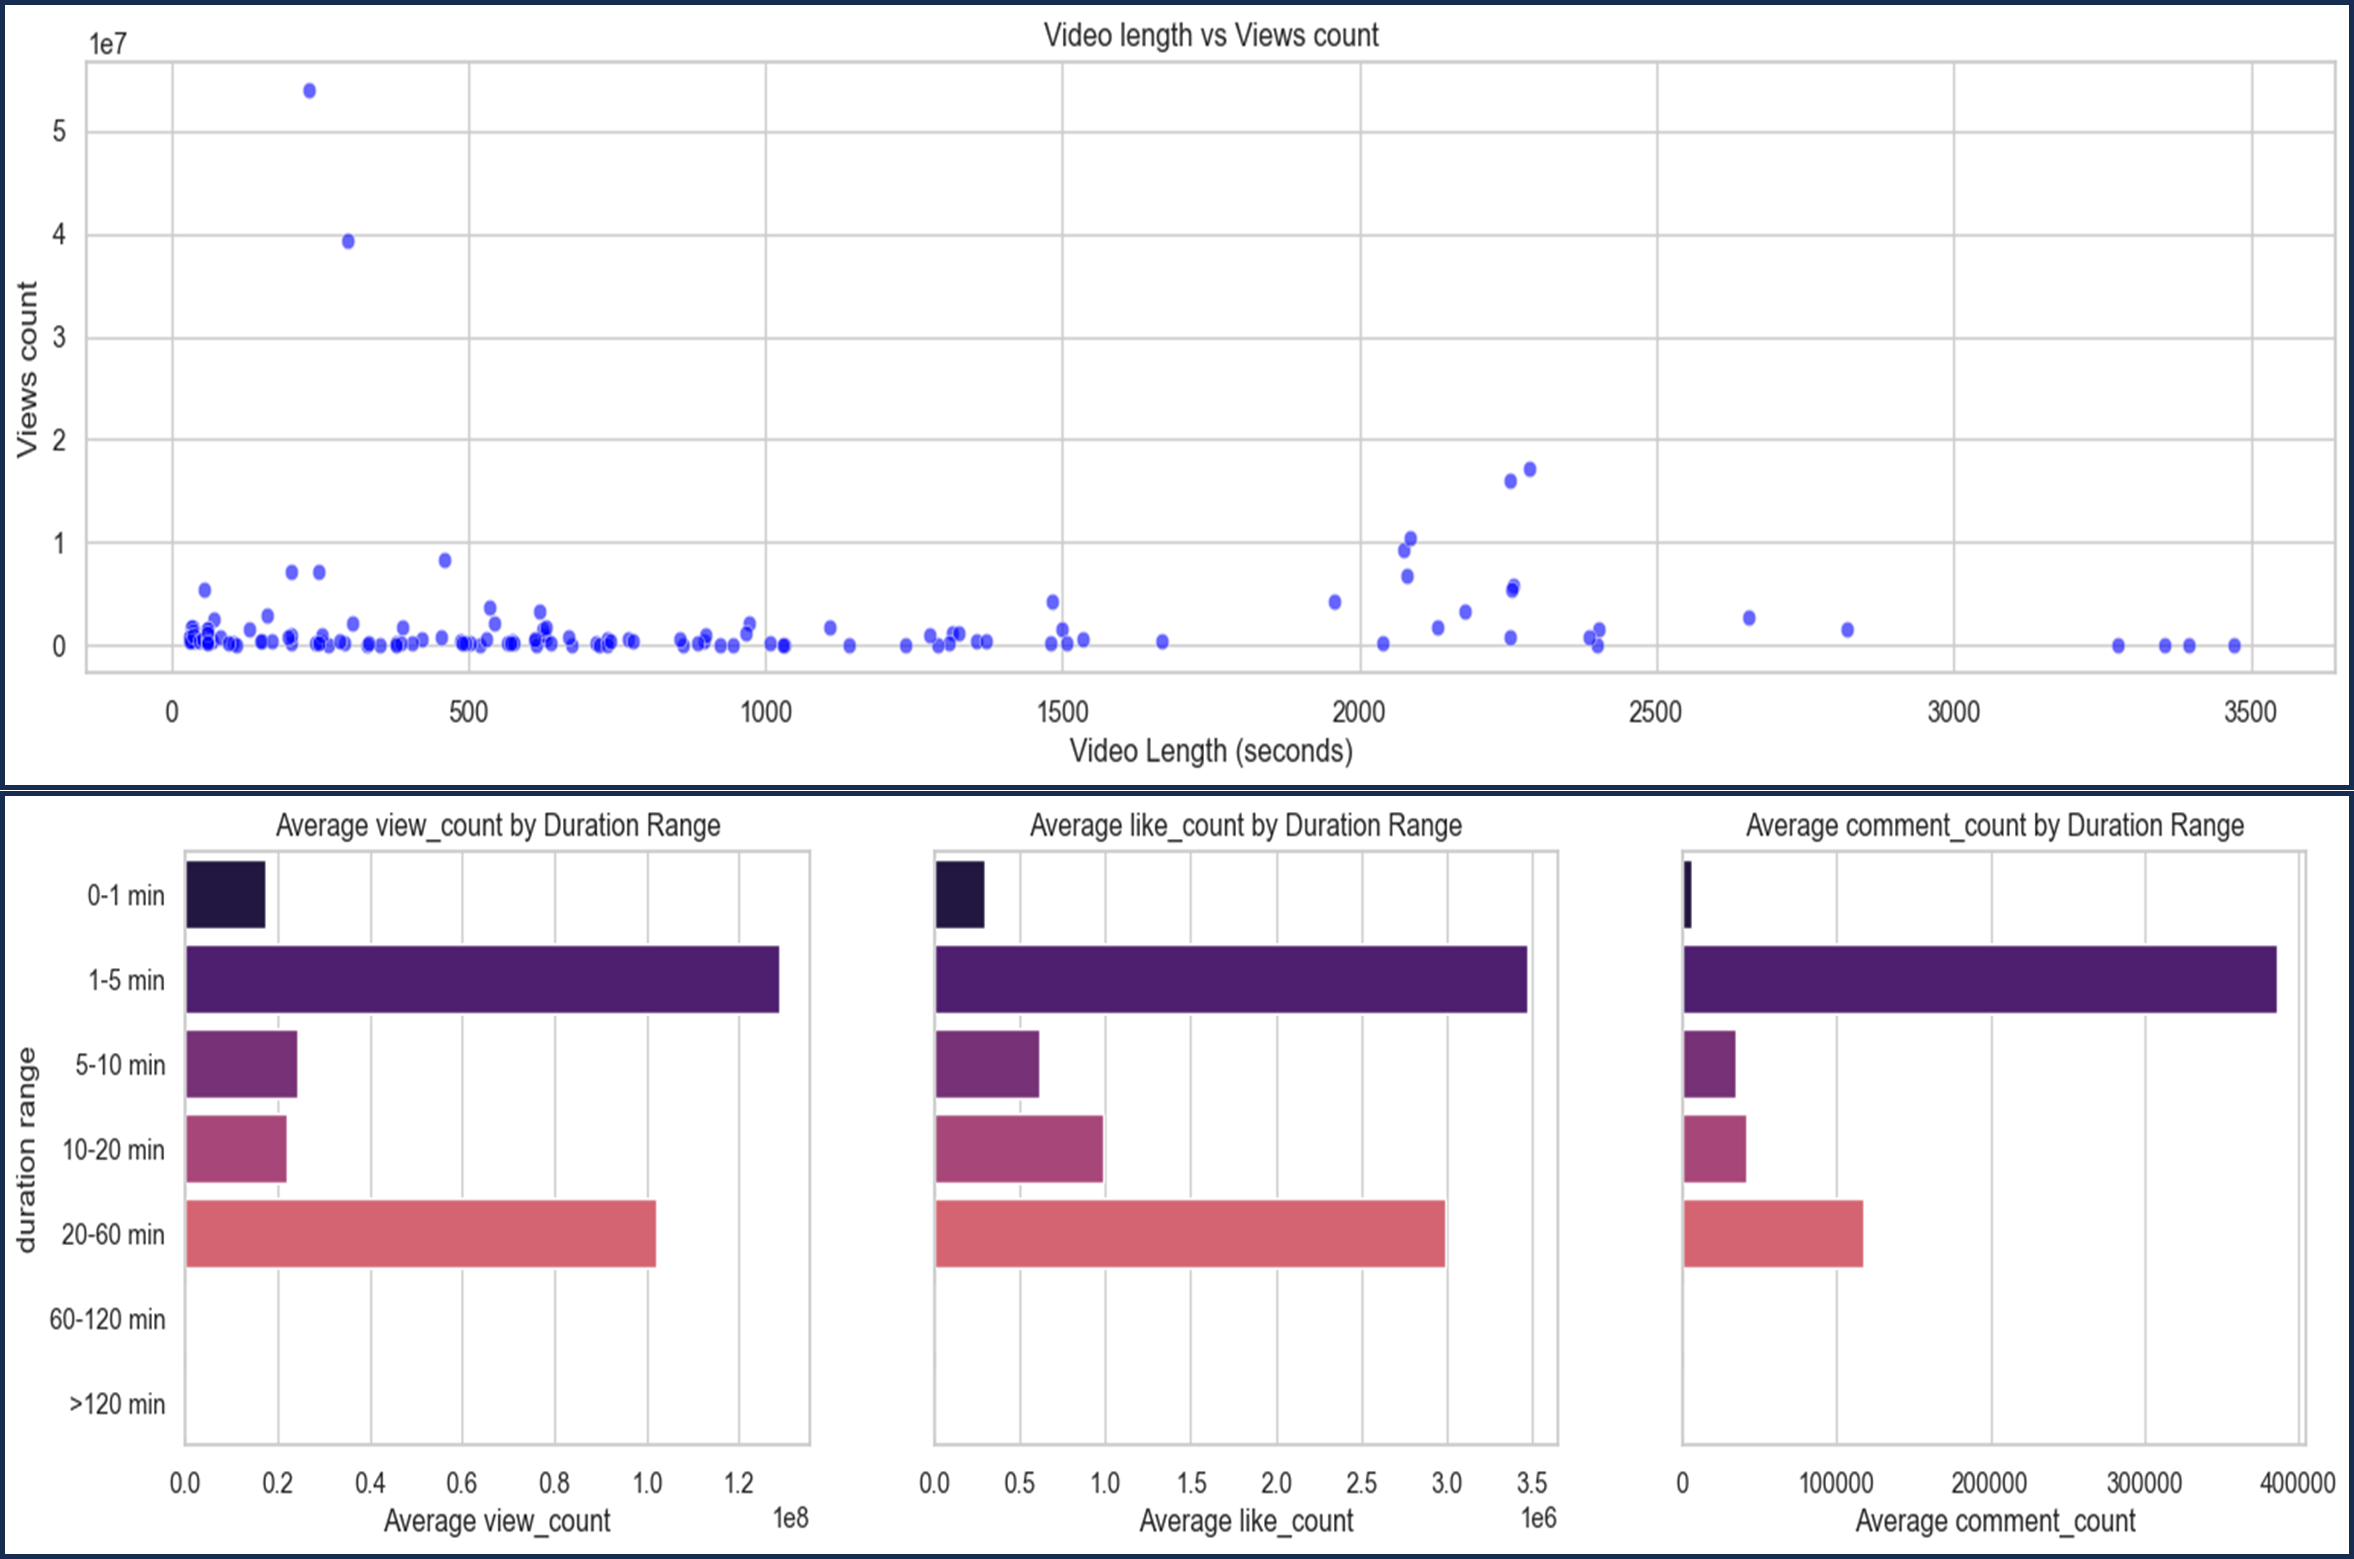 Video length vs Views count
1e7
5
4
3
2
1
0
Views count
0 500 1000 1500 2000 2500 3000 3500
Video Length (seconds)
Average view_count by Duration Range
Average like_count by Duration Range
Average comment_count by Duration Range
duration range
0-1 min
1-5 min
5-10 min
10-20 min
20-60 min
60-120 min
>120 min
0.0 0.2 0.4 0.6 0.8 1.0 1.2
1e8
Average view_count
0.0 0.5 1.0 1.5 2.0 2.5 3.0 3.5
1e6
Average like_count
0 100000 200000 300000 400000
Average comment_count